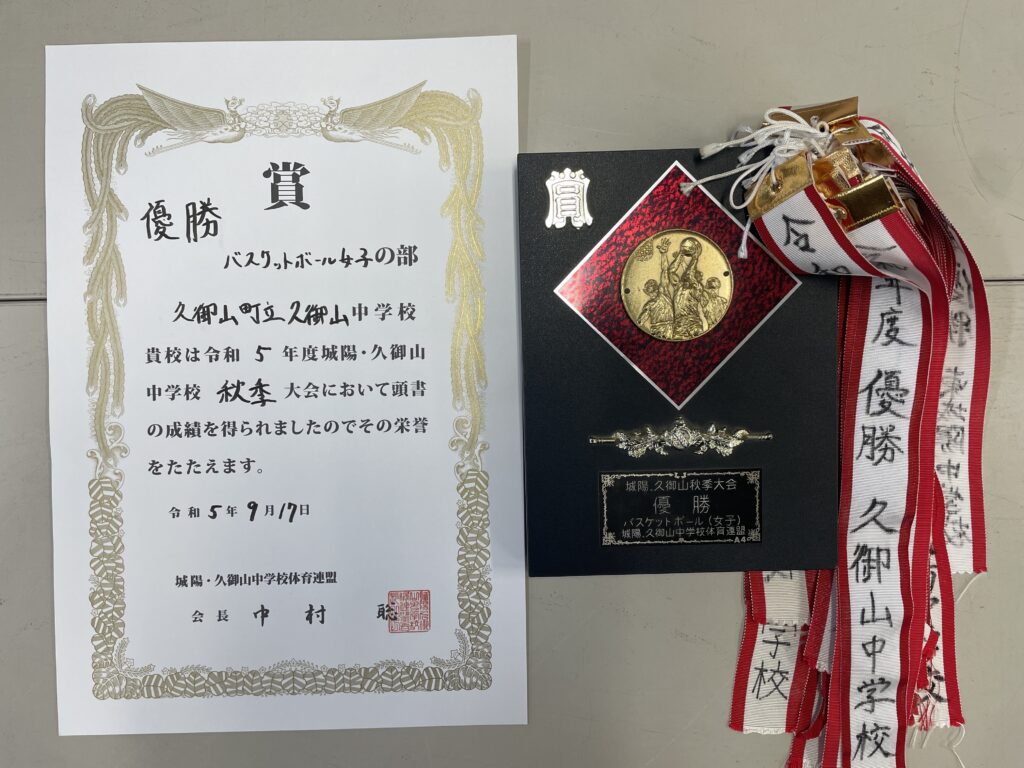 賞
優勝
バスケットボール女子の部
久御山町立久御山中学校
貴校は令和5年度城陽・久御山
中学校 秋季 大会において頭書
の成績を得られましたのでその栄誉
をたたえます。
令和5年9月17日
城陽・久御山中学校体育連盟
会長 中村 聡
賞
城陽、久御山秋季大会
優勝
バスケットボール(女子)
城陽、久御山中学校体育連盟
A4
年度 優勝 久御山中学校
学校